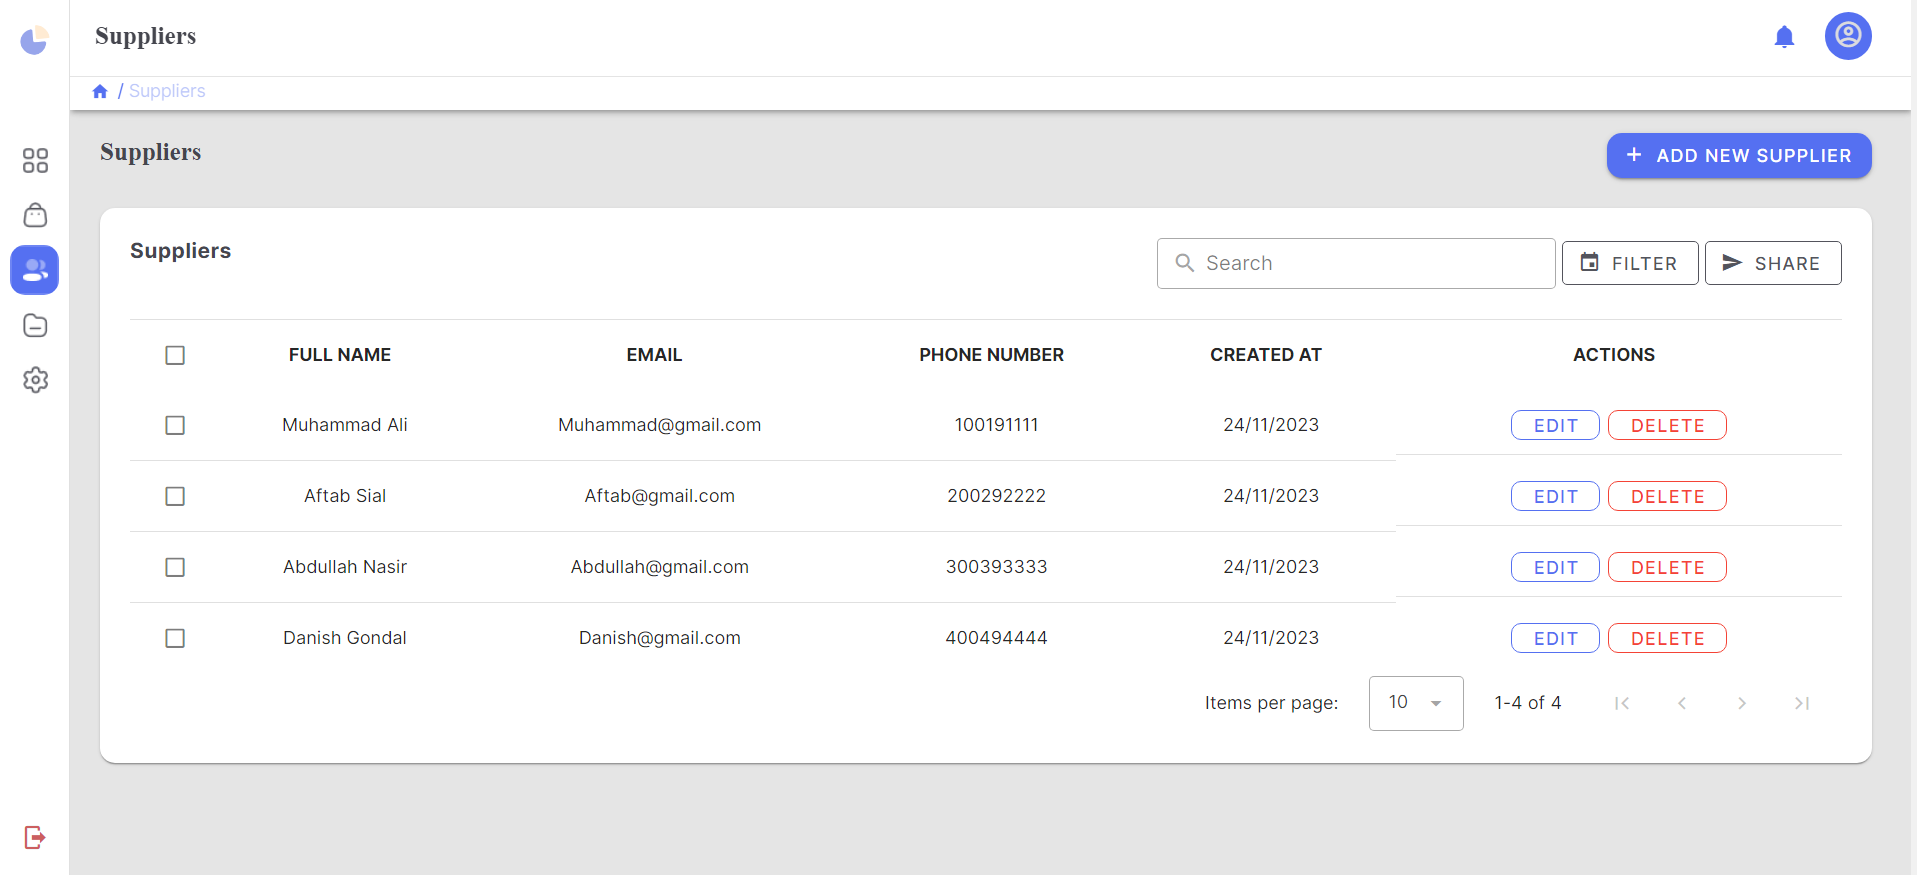 Suppliers
/ Suppliers
Suppliers
+ ADD NEW SUPPLIER
Suppliers
Search
FILTER
SHARE
FULL NAME EMAIL PHONE NUMBER CREATED AT ACTIONS
Muhammad Ali Muhammad@gmail.com 100191111 24/11/2023 EDIT DELETE
Aftab Sial Aftab@gmail.com 200292222 24/11/2023 EDIT DELETE
Abdullah Nasir Abdullah@gmail.com 300393333 24/11/2023 EDIT DELETE
Danish Gondal Danish@gmail.com 400494444 24/11/2023 EDIT DELETE
Items per page: 10 1-4 of 4